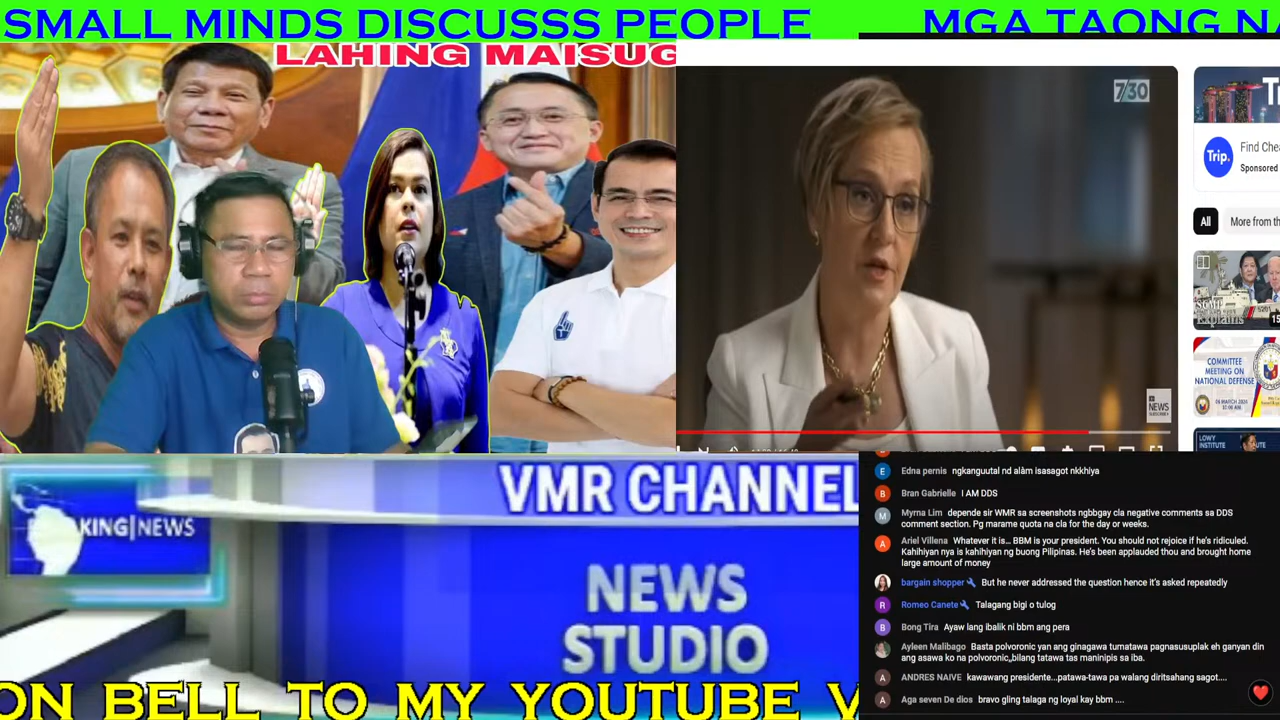 SMALL MINDS DISCUSSS PEOPLE
MGA TAONG
LAHING MAISUG
7/30
NEWS
Trip.
Find
Sponsored
All
More from
COMMITTEE
MEETING ON
NATIONAL DEFENSE
LOWY
INSTITUTE
VMR CHANNEL
KING|NEWS
NEWS
STUDIO
ON BELL TO MY YOUTUBE
Edna pernis ngkanguutal nd alàm isasagot nkkhiya
Bran Gabrielle I AM DDS
Myrna Lim depende sir WMR sa screenshots ngbbgay cla negative comments sa DDS
comment section. Pg marame quota na cla for the day or weeks.
Ariel Villena Whatever it is... BBM is your president. You should not rejoice if he's ridiculed.
Kahihiyan nya is kahihiyan ng buong Pilipinas. He's been applauded thou and brought home
large amount of money
bargain shopper But he never addressed the question hence it's asked repeatedly
Romeo Canete Talagang bigi o tulog
Bong Tira Ayaw lang ibalik ni bbm ang pera
Ayleen Malibago Basta polvoronic yan ang ginagawa tumatawa pagnasusuplak eh ganyan din
ang asawa ko na polvoronic,,bilang tatawa tas maninipis sa iba.
ANDRES NAIVE kawawang presidente...patawa-tawa pa walang diritsahang sagot....
Aga seven De dios bravo gling talaga ng loyal kay bbm ....